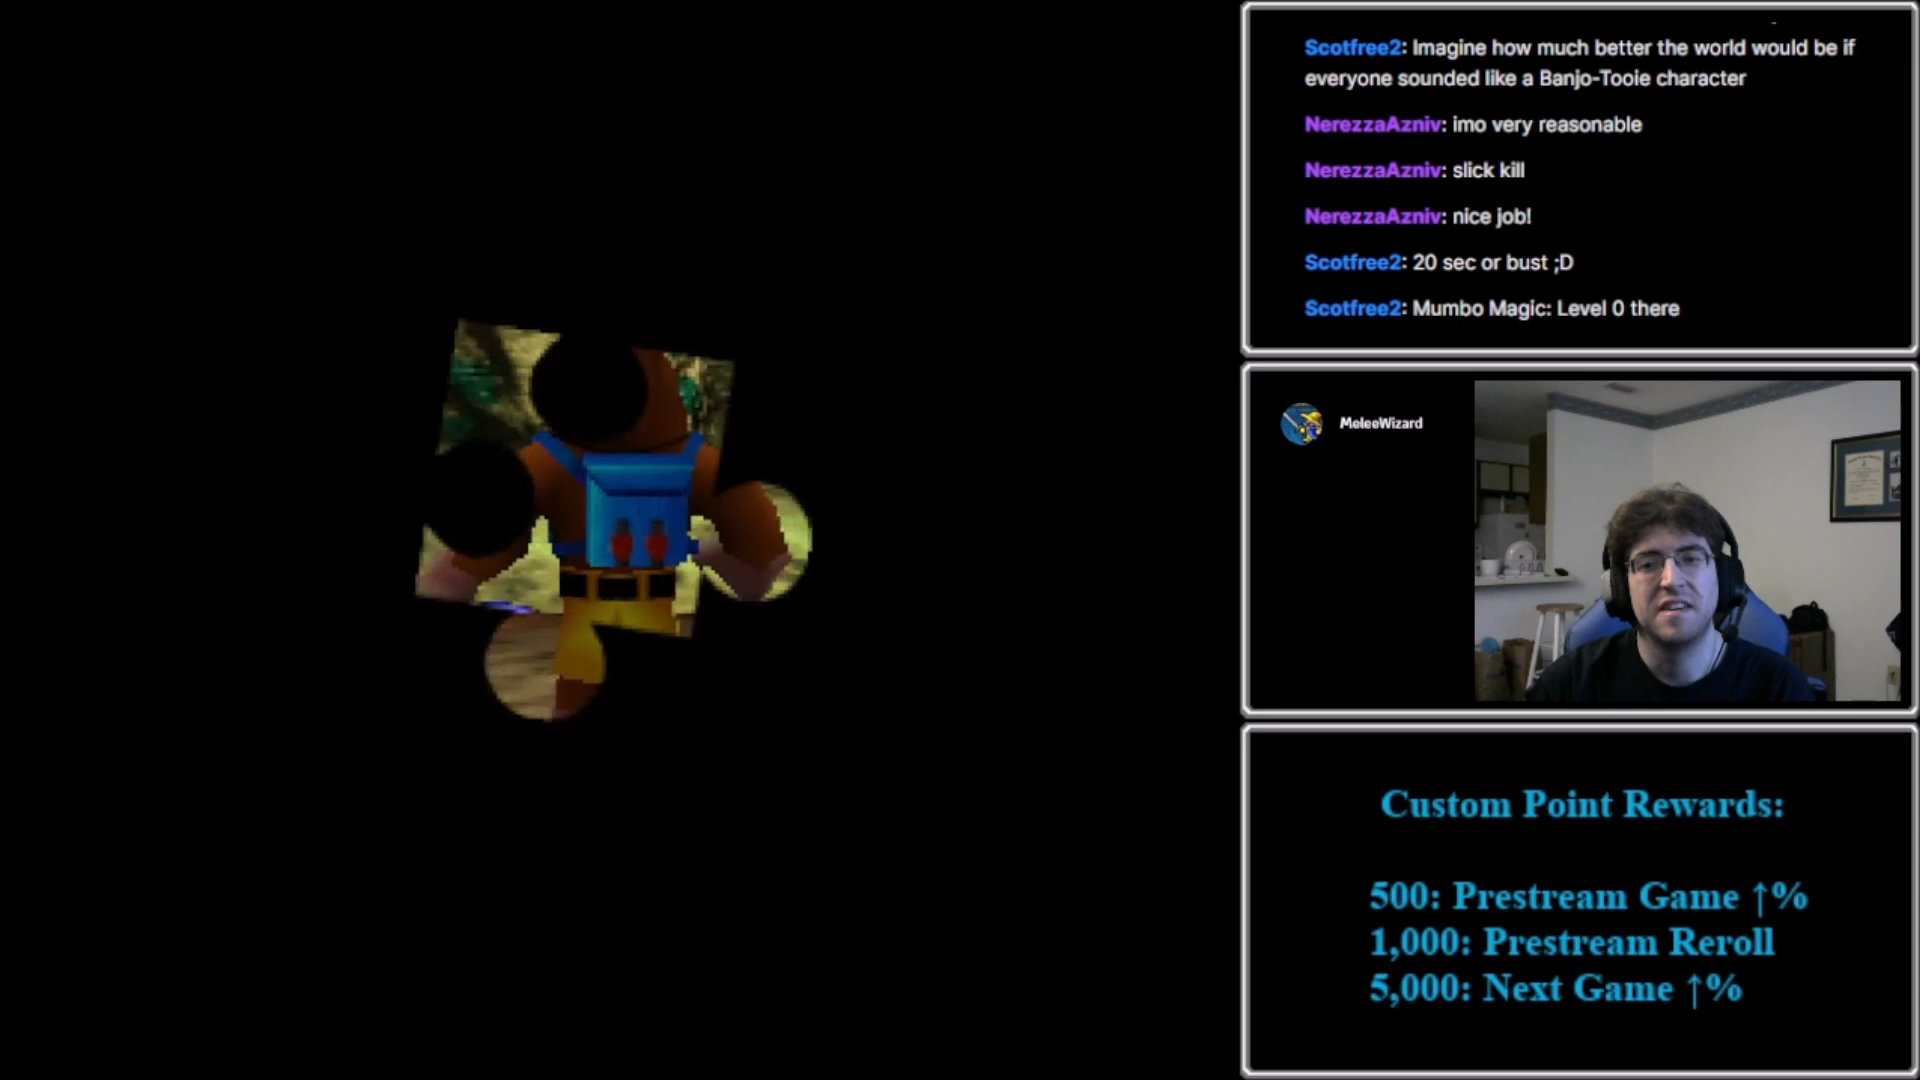 Scotfree2: Imagine how much better the world would be if
everyone sounded like a Banjo-Tooie character
NerezzaAzniv: imo very reasonable
NerezzaAzniv: slick kill
NerezzaAzniv: nice job!
Scotfree2: 20 sec or bust ;D
Scotfree2: Mumbo Magic: Level 0 there
MeleeWizard
Custom Point Rewards:
500: Prestream Game ↑%
1,000: Prestream Reroll
5,000: Next Game ↑%